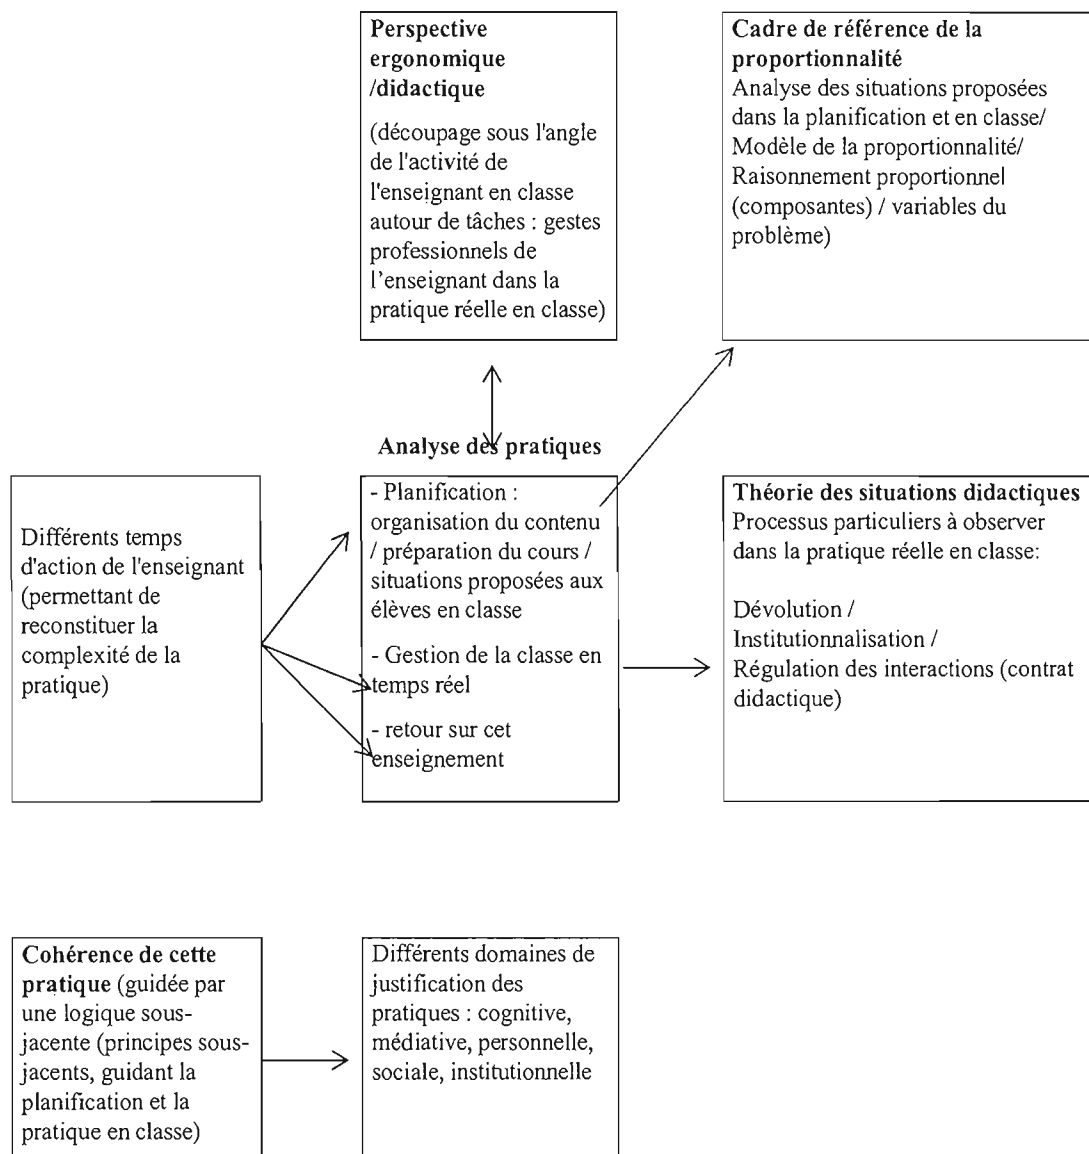 Perspective
ergonomique
/didactique
(découpage sous l'angle
de l'activité de
l'enseignant en classe
autour de tâches : gestes
professionnels de
l'enseignant dans la
pratique réelle en classe)
Cadre de référence de la
proportionnalité
Analyse des situations proposées
dans la planification et en classe/
Modèle de la proportionnalité/
Raisonnement proportionnel
(composantes) / variables du
problème)
Analyse des pratiques
Différents temps
d'action de l'enseignant
(permettant de
reconstituer la
complexité de la
pratique)
- Planification :
organisation du contenu
/ préparation du cours /
situations proposées aux
élèves en classe
- Gestion de la classe en
temps réel
- retour sur cet
enseignement
Théorie des situations didactiques
Processus particuliers à observer
dans la pratique réelle en classe:
Dévolution /
Institutionnalisation /
Régulation des interactions (contrat
didactique)
Cohérence de cette
pratique (guidée par
une logique sous-
jacente (principes sous-
jacents, guidant la
planification et la
pratique en classe)
Différents domaines de
justification des
pratiques : cognitive,
médiative, personnelle,
sociale, institutionnelle